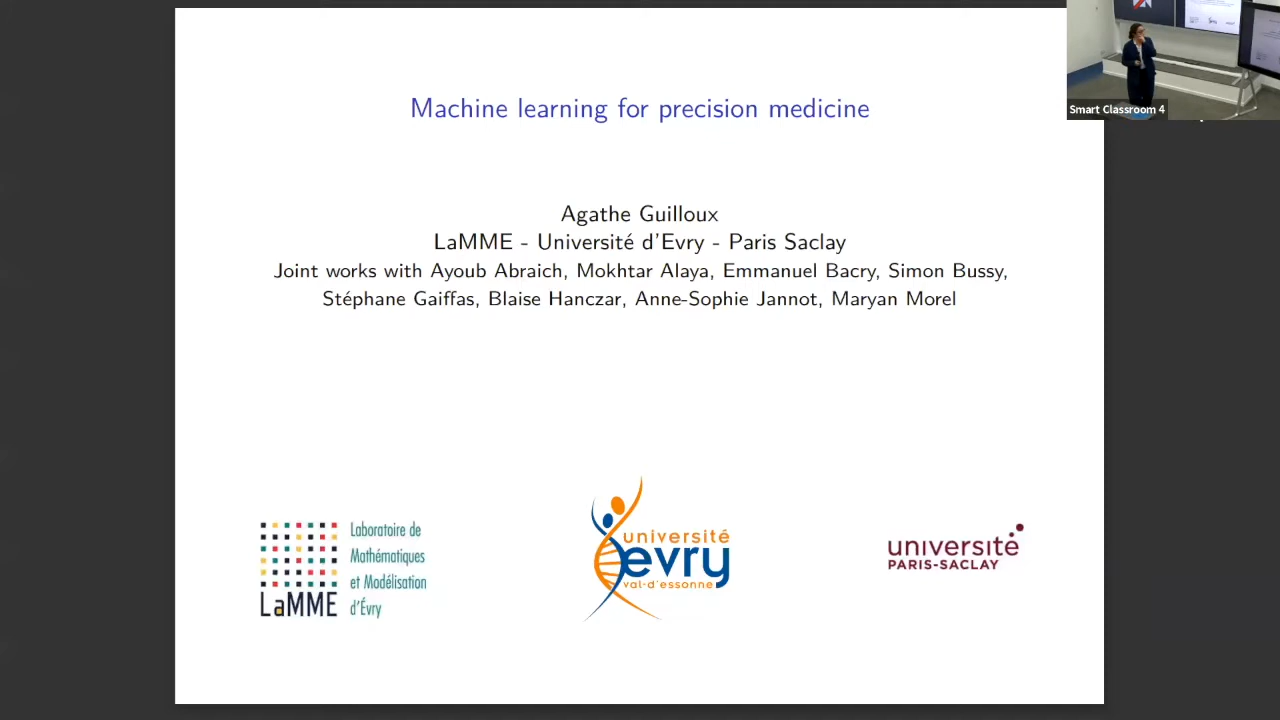 Machine learning for precision medicine
Agathe Guilloux
LaMME - Université d'Evry - Paris Saclay
Joint works with Ayoub Abraich, Mokhtar Alaya, Emmanuel Bacry, Simon Bussy,
Stéphane Gaiffas, Blaise Hanczar, Anne-Sophie Jannot, Maryan Morel
Laboratoire de
Mathématiques
et Modélisation
d'Évry
LaMME
université
evry
val-d'essonne
université
PARIS-SACLAY
Smart Classroom 4